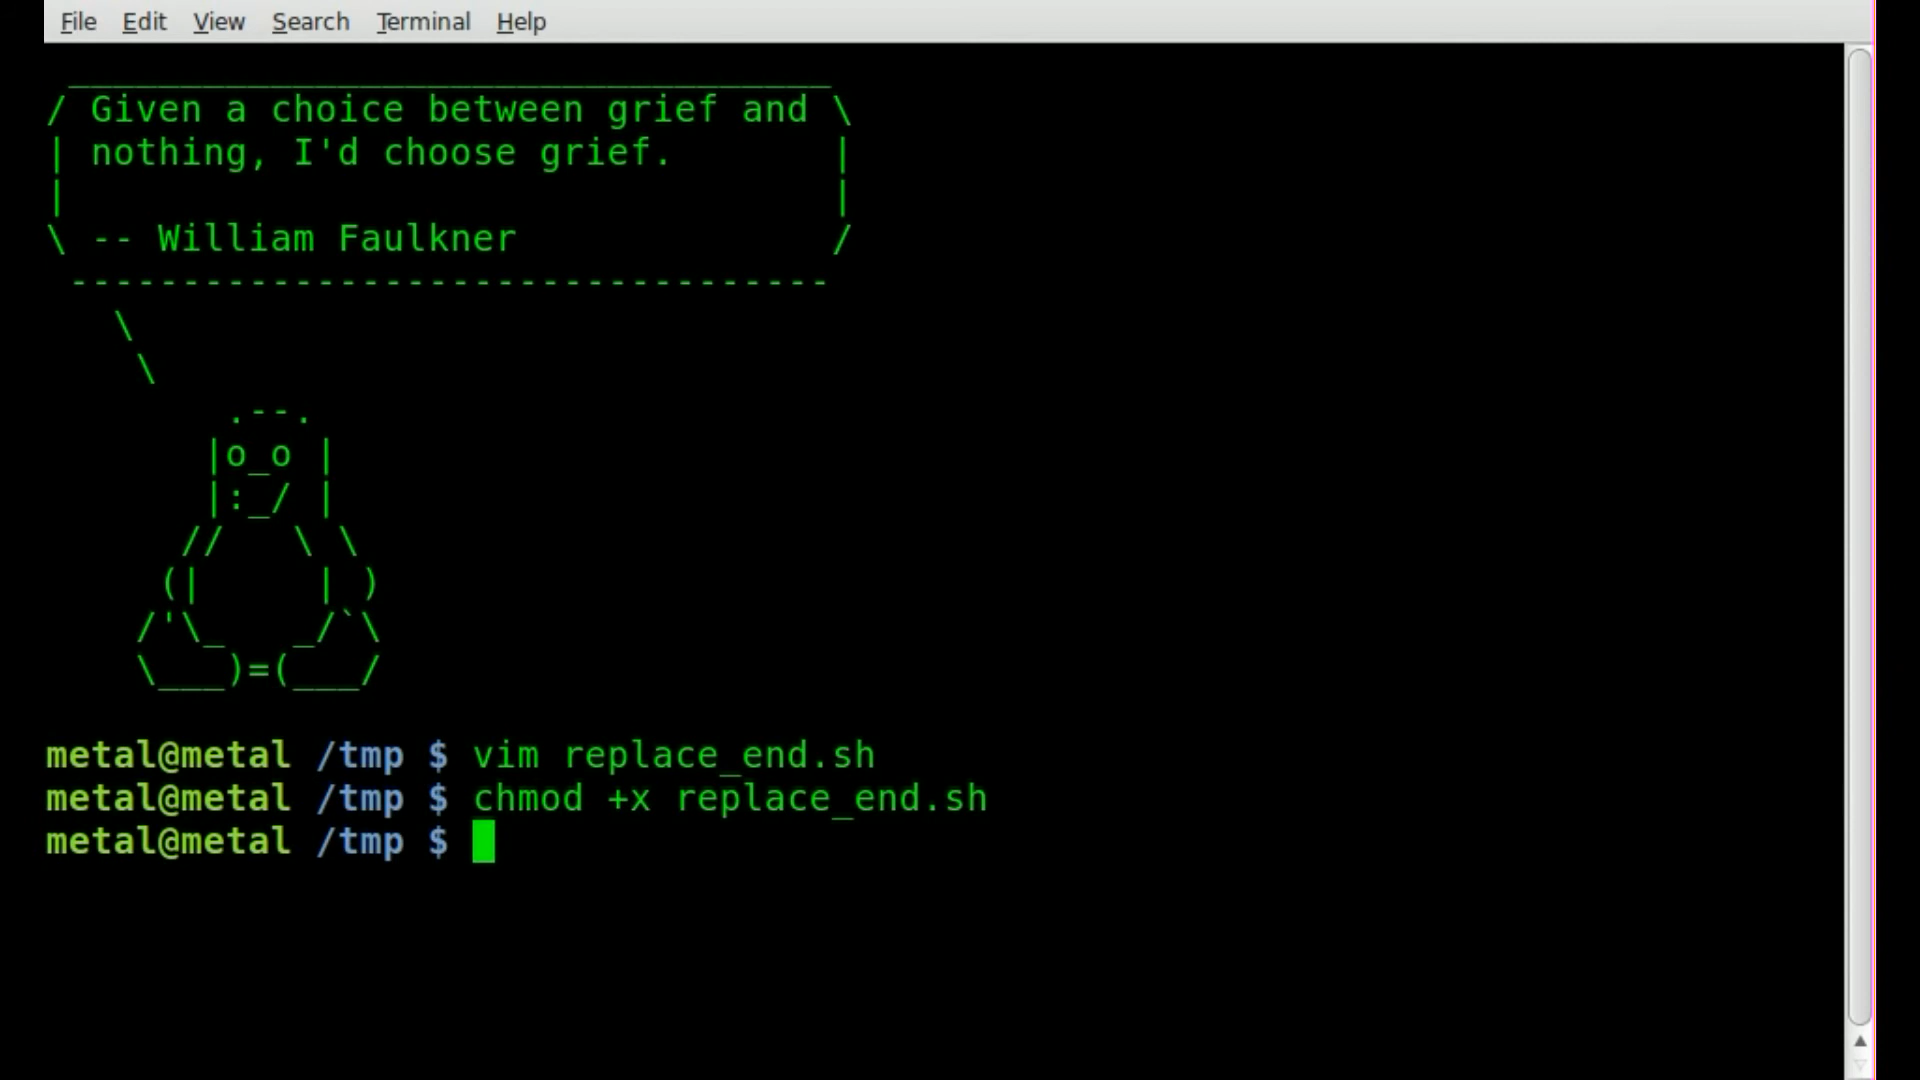 File Edit View Search Terminal Help
 __________________________________
/ Given a choice between grief and \
| nothing, I'd choose grief.       |
|                                  |
\ -- William Faulkner              /
 ----------------------------------
   \
    \
        .--.
       |o_o |
       |:_/ |
      //   \ \
     (|     | )
    /'\_   _/`\
    \___)=(___/
metal@metal /tmp $ vim replace_end.sh
metal@metal /tmp $ chmod +x replace_end.sh
metal@metal /tmp $